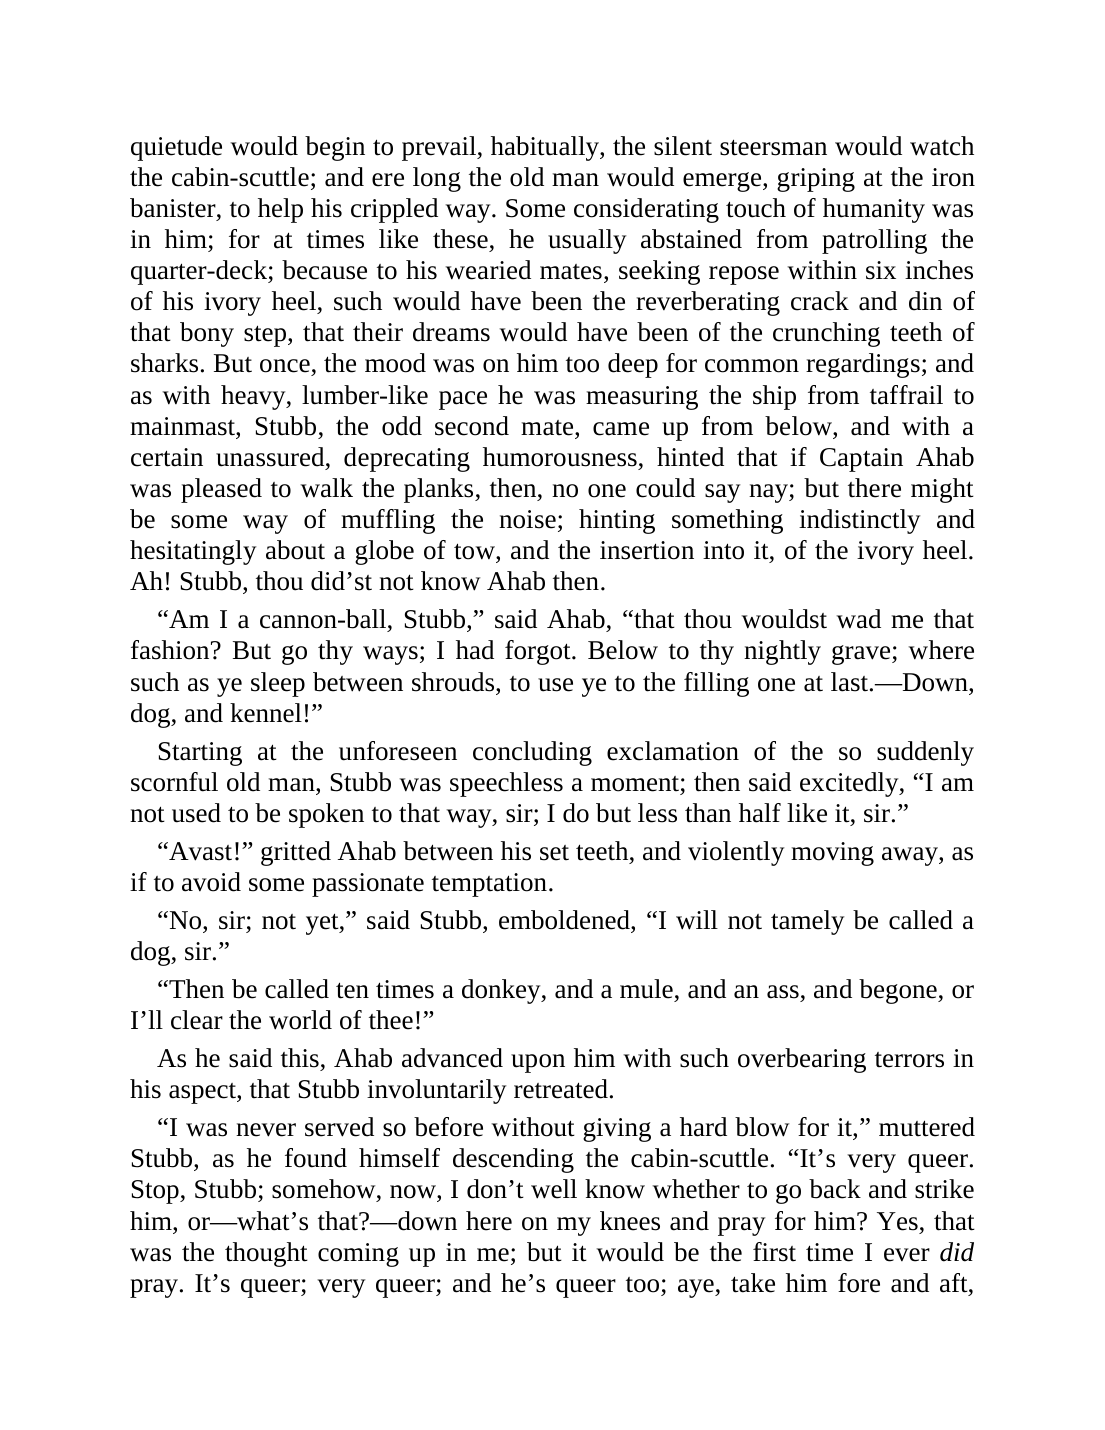 quietude would begin to prevail, habitually, the silent steersman would watch
the cabin-scuttle; and ere long the old man would emerge, griping at the iron
banister, to help his crippled way. Some considerating touch of humanity was
in him; for at times like these, he usually abstained from patrolling the
quarter-deck; because to his wearied mates, seeking repose within six inches
of his ivory heel, such would have been the reverberating crack and din of
that bony step, that their dreams would have been of the crunching teeth of
sharks. But once, the mood was on him too deep for common regardings; and
as with heavy, lumber-like pace he was measuring the ship from taffrail to
mainmast, Stubb, the odd second mate, came up from below, and with a
certain unassured, deprecating humorousness, hinted that if Captain Ahab
was pleased to walk the planks, then, no one could say nay; but there might
be some way of muffling the noise; hinting something indistinctly and
hesitatingly about a globe of tow, and the insertion into it, of the ivory heel.
Ah! Stubb, thou did’st not know Ahab then.
“Am I a cannon-ball, Stubb,” said Ahab, “that thou wouldst wad me that
fashion? But go thy ways; I had forgot. Below to thy nightly grave; where
such as ye sleep between shrouds, to use ye to the filling one at last.—Down,
dog, and kennel!”
Starting at the unforeseen concluding exclamation of the so suddenly
scornful old man, Stubb was speechless a moment; then said excitedly, “I am
not used to be spoken to that way, sir; I do but less than half like it, sir.”
“Avast!” gritted Ahab between his set teeth, and violently moving away, as
if to avoid some passionate temptation.
“No, sir; not yet,” said Stubb, emboldened, “I will not tamely be called a
dog, sir.”
“Then be called ten times a donkey, and a mule, and an ass, and begone, or
I’ll clear the world of thee!”
As he said this, Ahab advanced upon him with such overbearing terrors in
his aspect, that Stubb involuntarily retreated.
“I was never served so before without giving a hard blow for it,” muttered
Stubb, as he found himself descending the cabin-scuttle. “It’s very queer.
Stop, Stubb; somehow, now, I don’t well know whether to go back and strike
him, or—what’s that?—down here on my knees and pray for him? Yes, that
was the thought coming up in me; but it would be the first time I ever did
pray. It’s queer; very queer; and he’s queer too; aye, take him fore and aft,